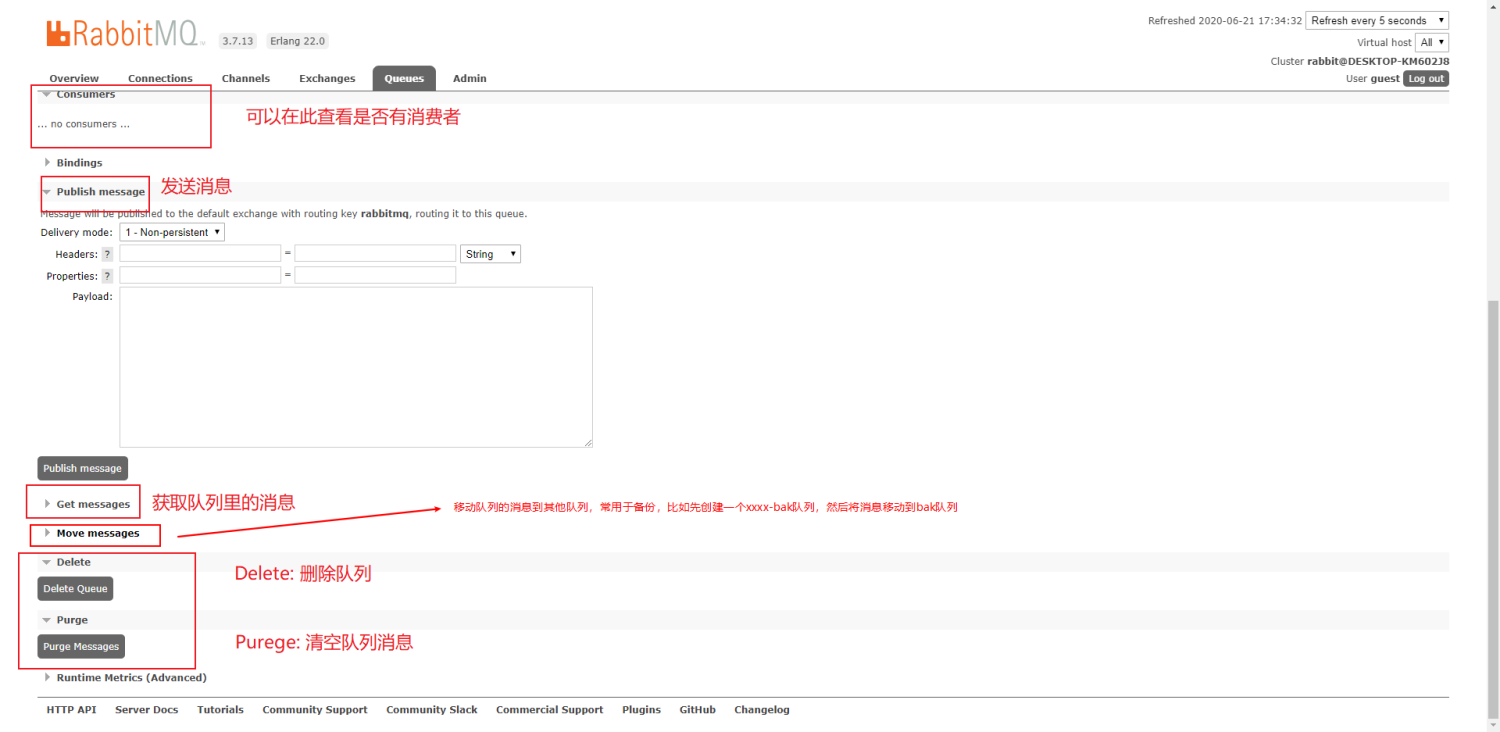 RabbitMQ TM 3.7.13 Erlang 22.0
Refreshed 2020-06-21 17:34:32 Refresh every 5 seconds
Virtual host All
Cluster rabbit@DESKTOP-KM602J8
User guest Log out
Overview Connections Channels Exchanges Queues Admin
Consumers
... no consumers ...
可以在此查看是否有消费者
Bindings
Publish message 发送消息
Message will be published to the default exchange with routing key rabbitmq, routing it to this queue.
Delivery mode: 1 - Non-persistent
Headers: ? = String
Properties: ? =
Payload:
Publish message
Get messages 获取队列里的消息
移动队列的消息到其他队列，常用于备份，比如先创建一个xxxx-bak队列，然后将消息移动到bak队列
Move messages
Delete
Delete: 删除队列
Delete Queue
Purge
Purge Messages
Purege: 清空队列消息
Runtime Metrics (Advanced)
HTTP API Server Docs Tutorials Community Support Community Slack Commercial Support Plugins GitHub Changelog